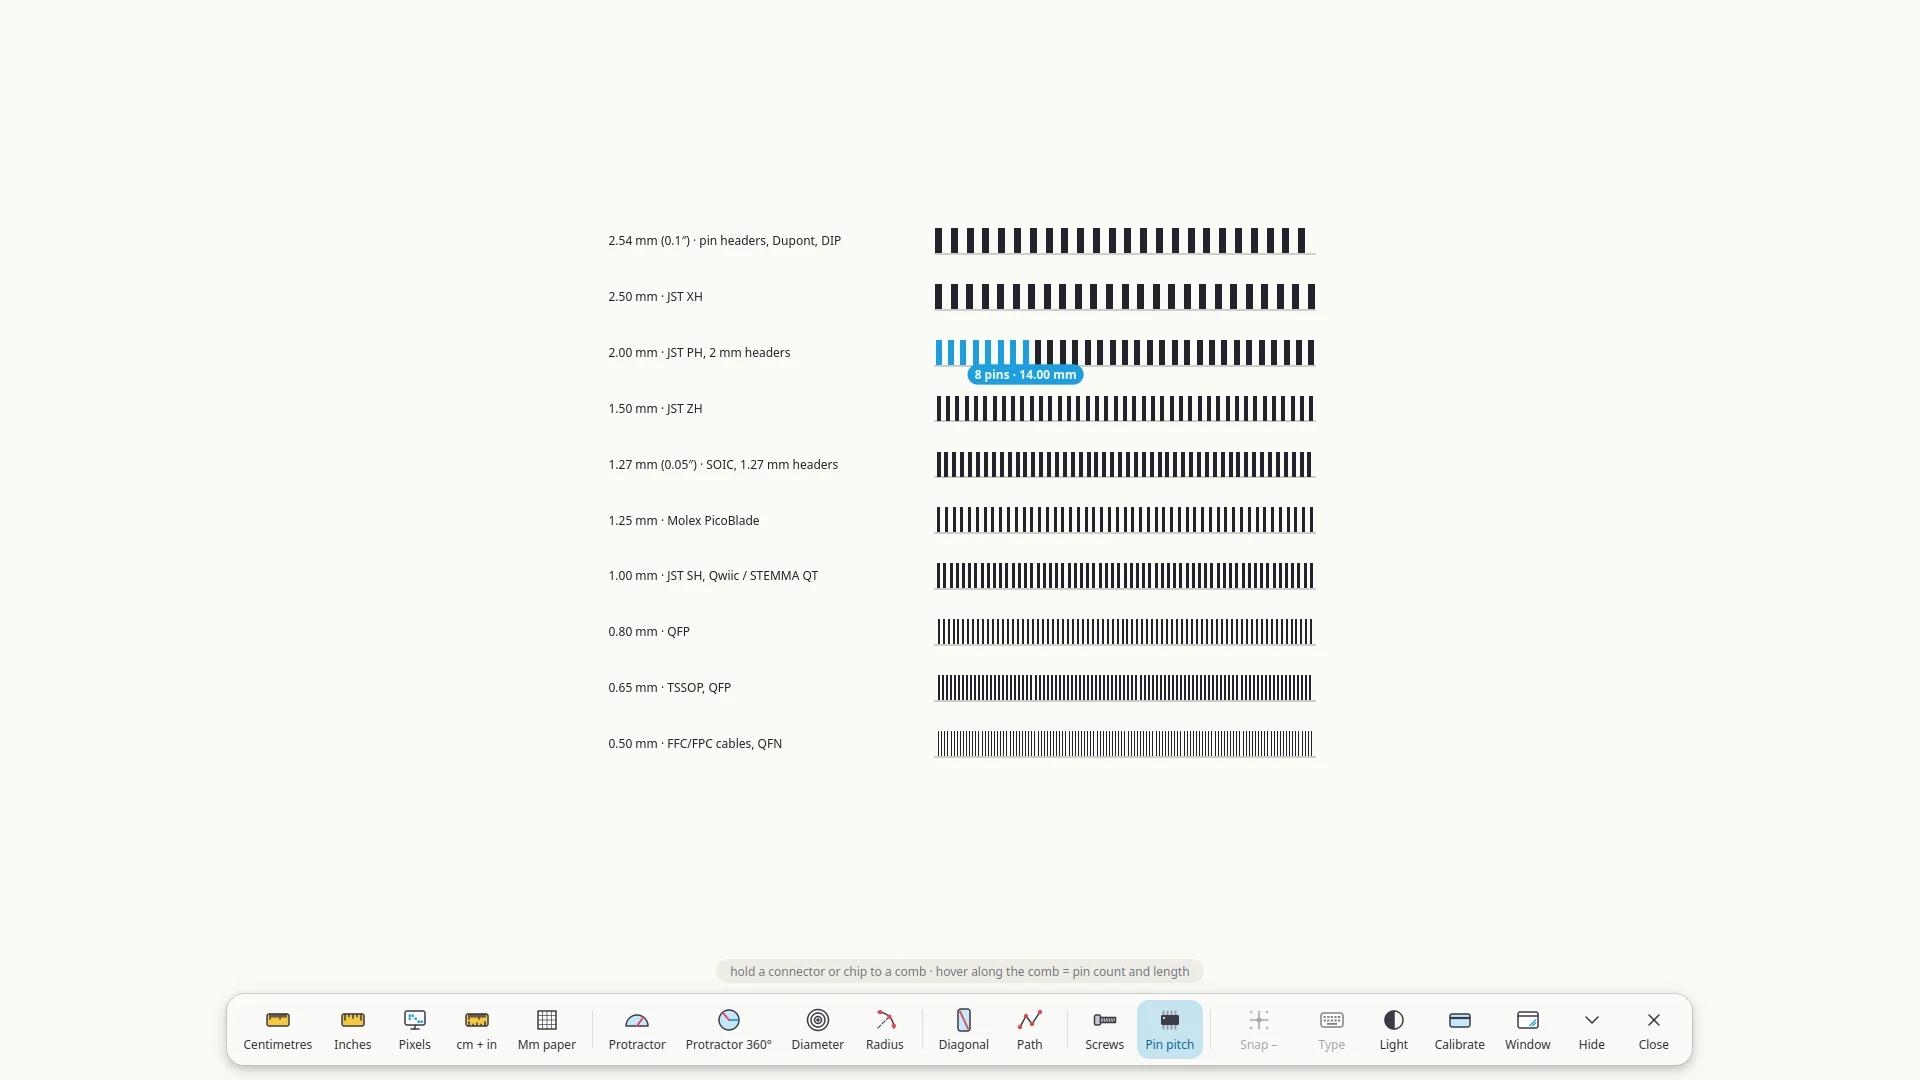 2.54 mm (0.1″) · pin headers, Dupont, DIP
2.50 mm · JST XH
2.00 mm · JST PH, 2 mm headers
8 pins · 14.00 mm
1.50 mm · JST ZH
1.27 mm (0.05″) · SOIC, 1.27 mm headers
1.25 mm · Molex PicoBlade
1.00 mm · JST SH, Qwiic / STEMMA QT
0.80 mm · QFP
0.65 mm · TSSOP, QFP
0.50 mm · FFC/FPC cables, QFN
hold a connector or chip to a comb · hover along the comb = pin count and length
Centimetres Inches Pixels cm + in Mm paper Protractor Protractor 360° Diameter Radius Diagonal Path Screws Pin pitch Snap – Type Light Calibrate Window Hide Close